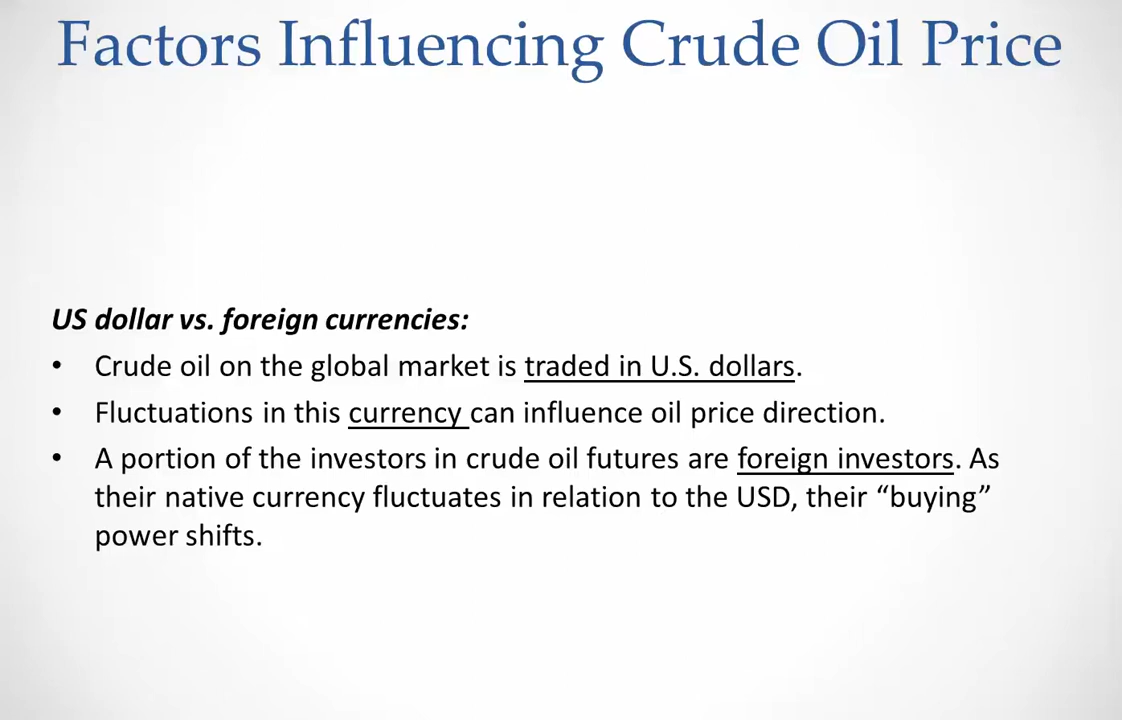 Factors Influencing Crude Oil Price
US dollar vs. foreign currencies:
• Crude oil on the global market is traded in U.S. dollars.
• Fluctuations in this currency can influence oil price direction.
• A portion of the investors in crude oil futures are foreign investors. As
their native currency fluctuates in relation to the USD, their “buying”
power shifts.